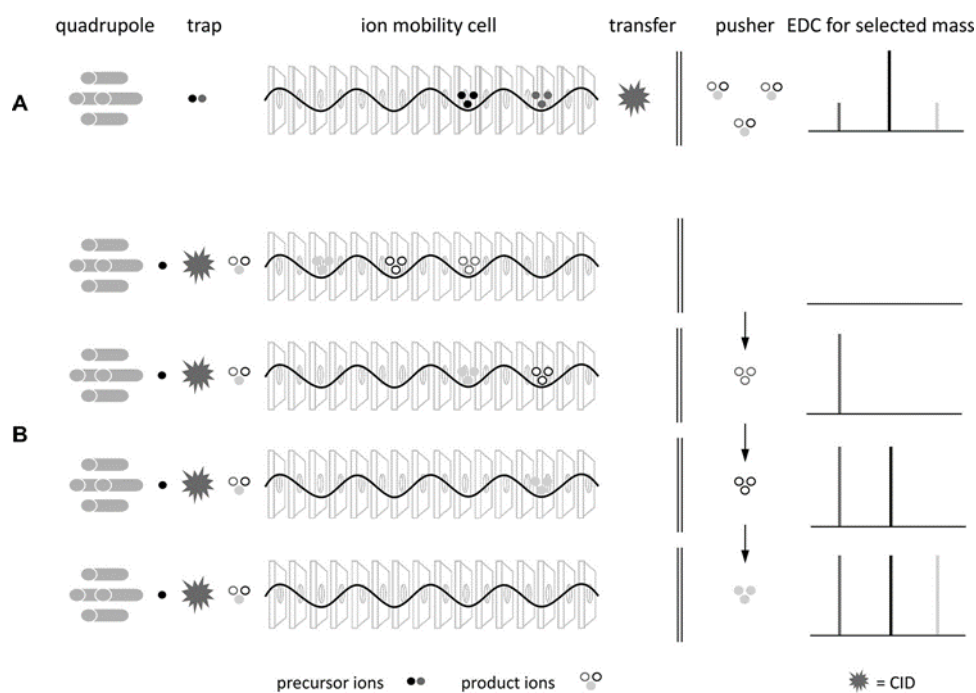 quadrupole trap ion mobility cell transfer pusher EDC for selected mass
A
B
precursor ions product ions = CID